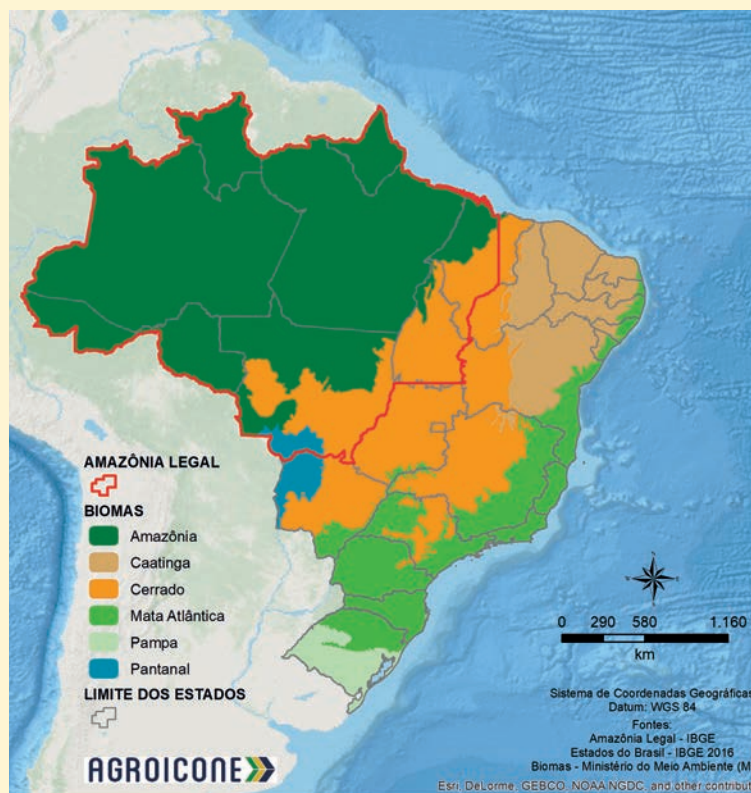 AMAZÔNIA LEGAL
BIOMAS
Amazônia
Caatinga
Cerrado
Mata Atlântica
Pampa
Pantanal
LIMITE DOS ESTADOS
AGROICONE
0 290 580 1.160
km
Sistema de Coordenadas Geográficas
Datum: WGS 84
Fontes:
Amazônia Legal - IBGE
Estados do Brasil - IBGE 2016
Biomas - Ministério do Meio Ambiente (M
Esri, DeLorme, GEBCO, NOAA NGDC, and other contribut